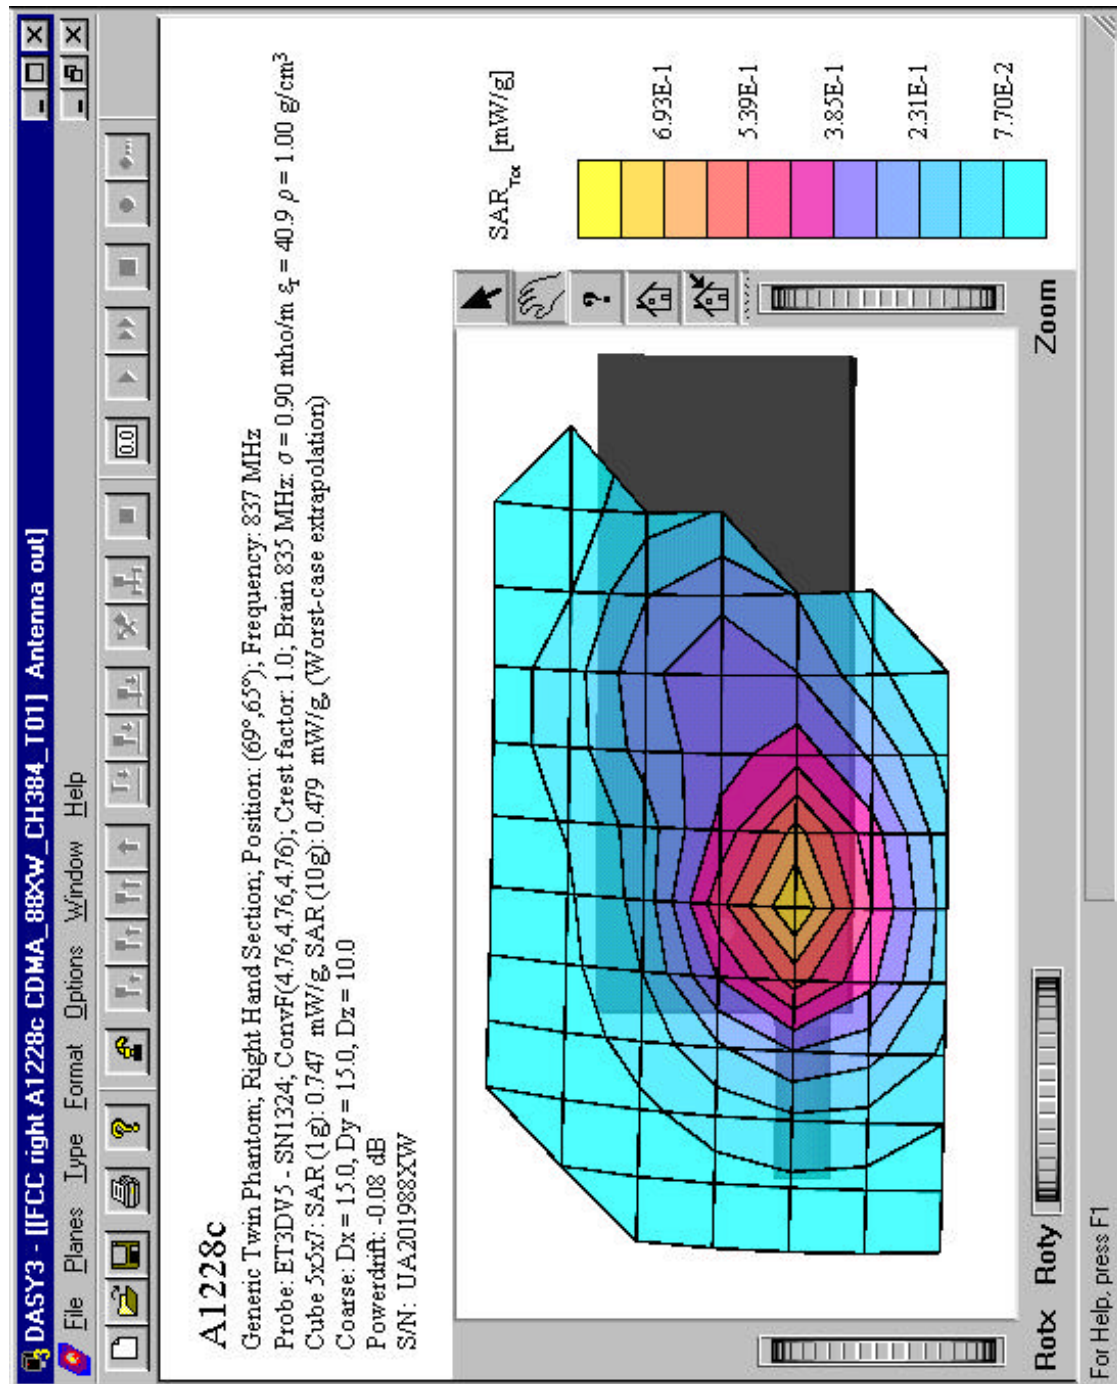 DASY3 - [[FCC right A1228c CDMA_88XW_CH384_T01] Antenna out]
File Planes Type Format Options Window Help
0.0
A1228c
Generic Twin Phantom; Right Hand Section; Position: (69°,65°); Frequency: 837 MHz
Probe: ET3DV5 - SN1324; ConvF(4.76,4.76,4.76); Crest factor: 1.0; Brain 835 MHz: σ = 0.90 mho/m εr = 40.9 ρ = 1.00 g/cm³
Cube 5x5x7: SAR (1g): 0.747 mW/g, SAR (10g): 0.479 mW/g, (Worst-case extrapolation)
Coarse: Dx = 15.0, Dy = 15.0, Dz = 10.0
Powerdrift: -0.08 dB
S/N: UA201988XW
SAR Tot [mW/g]
6.93E-1
5.39E-1
3.85E-1
2.31E-1
7.70E-2
Rotx Roty Zoom
For Help, press F1